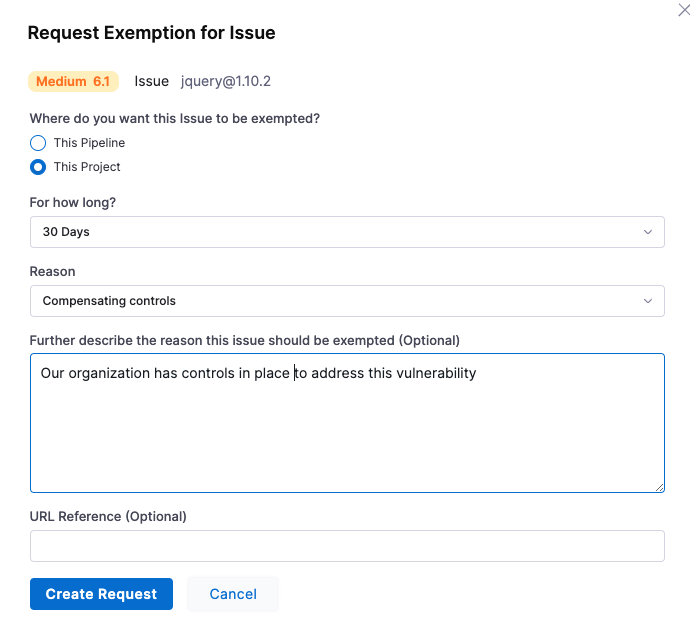 Request Exemption for Issue
Medium 6.1 Issue jquery@1.10.2
Where do you want this Issue to be exempted?
This Pipeline
This Project
For how long?
30 Days
Reason
Compensating controls
Further describe the reason this issue should be exempted (Optional)
Our organization has controls in place to address this vulnerability
URL Reference (Optional)
Create Request Cancel